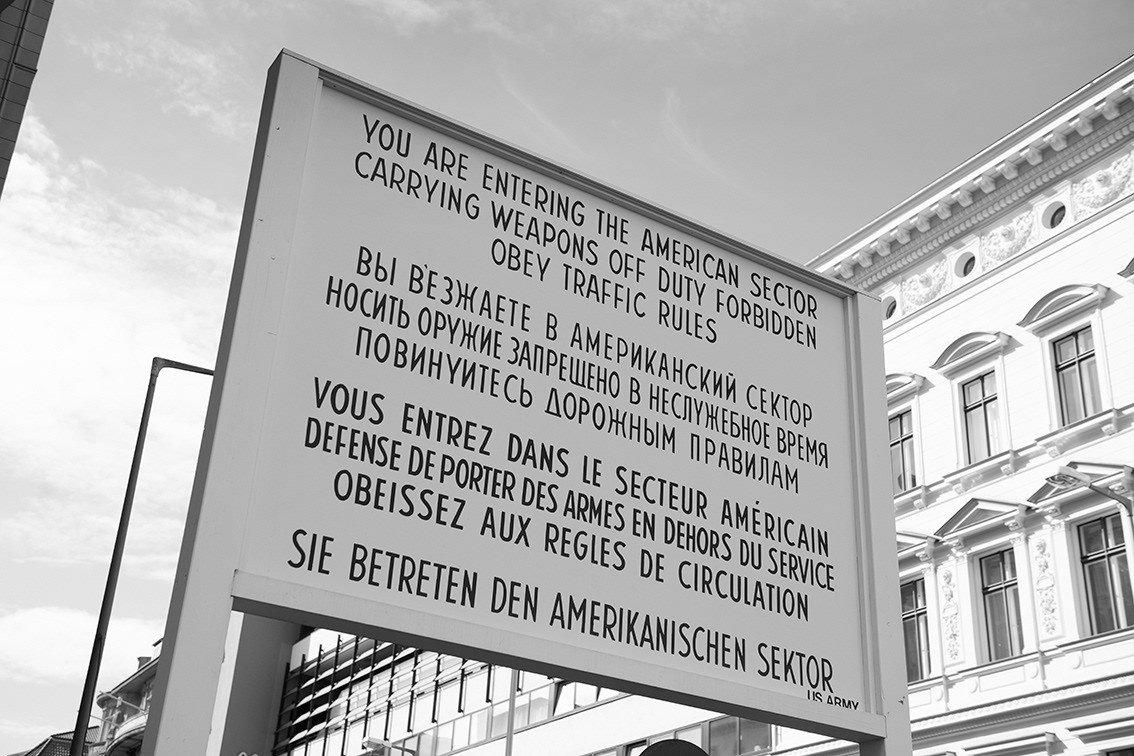 YOU ARE ENTERING THE AMERICAN SECTOR
CARRYING WEAPONS OFF DUTY FORBIDDEN
OBEY TRAFFIC RULES
ВЫ В'ЕЗЖАЕТЕ В АМЕРИКАНСКИЙ СЕКТОР
НОСИТЬ ОРУЖИЕ ЗАПРЕЩЕНО В НЕСЛУЖЕБНОЕ ВРЕМЯ
ПОВИНУИТЕСЬ ДОРОЖНЫМ ПРАВИЛАМ
VOUS ENTREZ DANS LE SECTEUR AMÉRICAIN
DEFENSE DE PORTER DES ARMES EN DEHORS DU SERVICE
OBEISSEZ AUX REGLES DE CIRCULATION
SIE BETRETEN DEN AMERIKANISCHEN SEKTOR
US ARMY